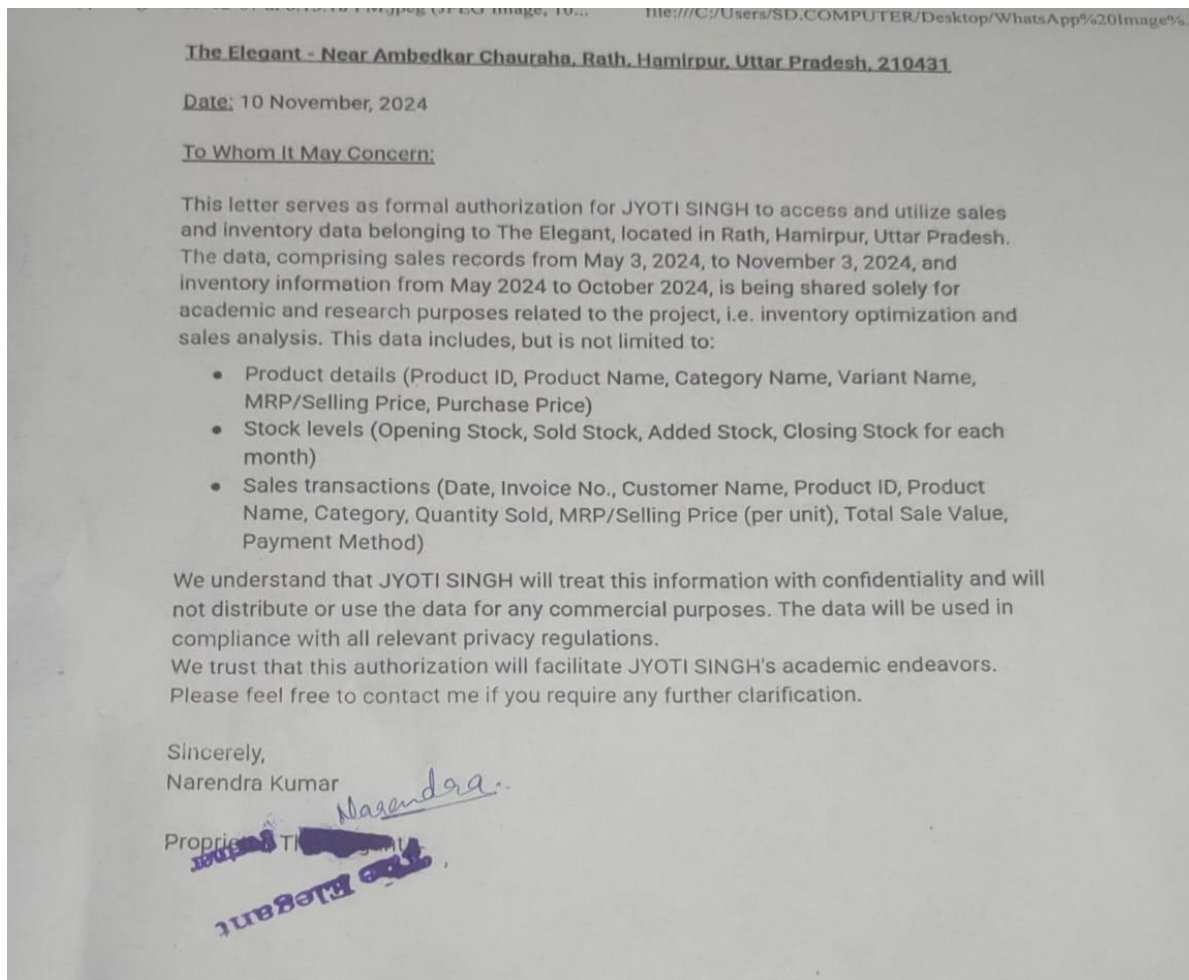 JPEG Image, 10... file:///C:/Users/SD.COMPUTER/Desktop/WhatsApp%20Image%.
The Elegant - Near Ambedkar Chauraha, Rath, Hamirpur, Uttar Pradesh, 210431
Date: 10 November, 2024
To Whom It May Concern:
This letter serves as formal authorization for JYOTI SINGH to access and utilize sales
and inventory data belonging to The Elegant, located in Rath, Hamirpur, Uttar Pradesh.
The data, comprising sales records from May 3, 2024, to November 3, 2024, and
inventory information from May 2024 to October 2024, is being shared solely for
academic and research purposes related to the project, i.e. inventory optimization and
sales analysis. This data includes, but is not limited to:
• Product details (Product ID, Product Name, Category Name, Variant Name,
MRP/Selling Price, Purchase Price)
• Stock levels (Opening Stock, Sold Stock, Added Stock, Closing Stock for each
month)
• Sales transactions (Date, Invoice No., Customer Name, Product ID, Product
Name, Category, Quantity Sold, MRP/Selling Price (per unit), Total Sale Value,
Payment Method)
We understand that JYOTI SINGH will treat this information with confidentiality and will
not distribute or use the data for any commercial purposes. The data will be used in
compliance with all relevant privacy regulations.
We trust that this authorization will facilitate JYOTI SINGH's academic endeavors.
Please feel free to contact me if you require any further clarification.
Sincerely,
Narendra Kumar
Narendra
The Elegant